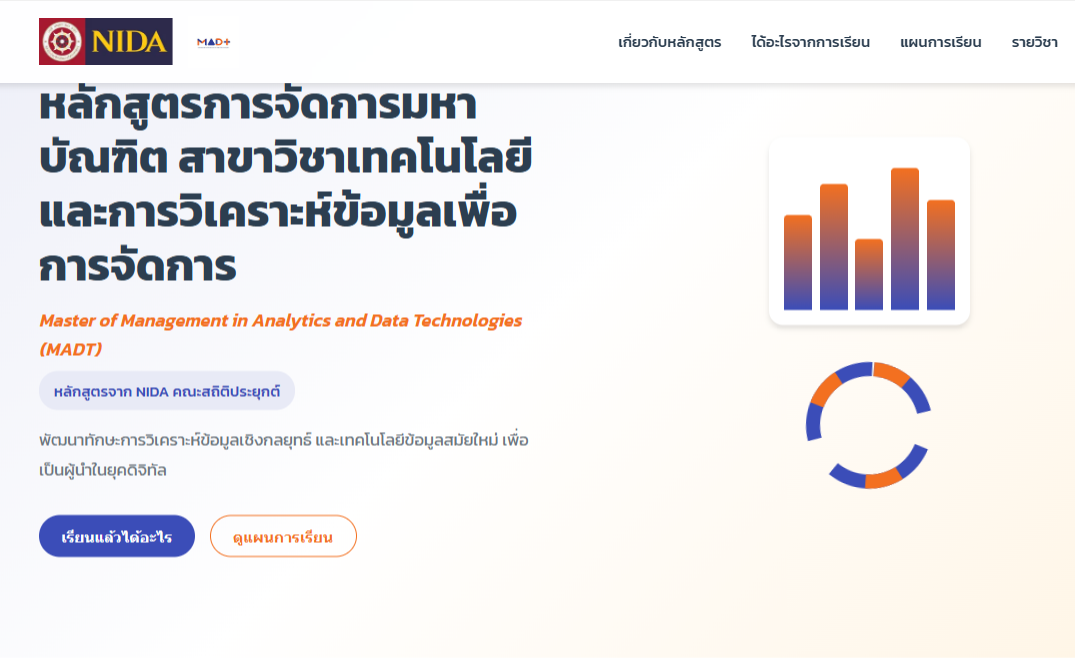 NIDA
MADT
เกี่ยวกับหลักสูตร
ได้อะไรจากการเรียน
แผนการเรียน
รายวิชา
หลักสูตรการจัดการมหา
บัณฑิต สาขาวิชาเทคโนโลยี
และการวิเคราะห์ข้อมูลเพื่อ
การจัดการ
Master of Management in Analytics and Data Technologies
(MADT)
หลักสูตรจาก NIDA คณะสถิติประยุกต์
พัฒนาทักษะการวิเคราะห์ข้อมูลเชิงกลยุทธ์ และเทคโนโลยีข้อมูลสมัยใหม่ เพื่อ
เป็นผู้นำในยุคดิจิทัล
เรียนแล้วได้อะไร
ดูแผนการเรียน